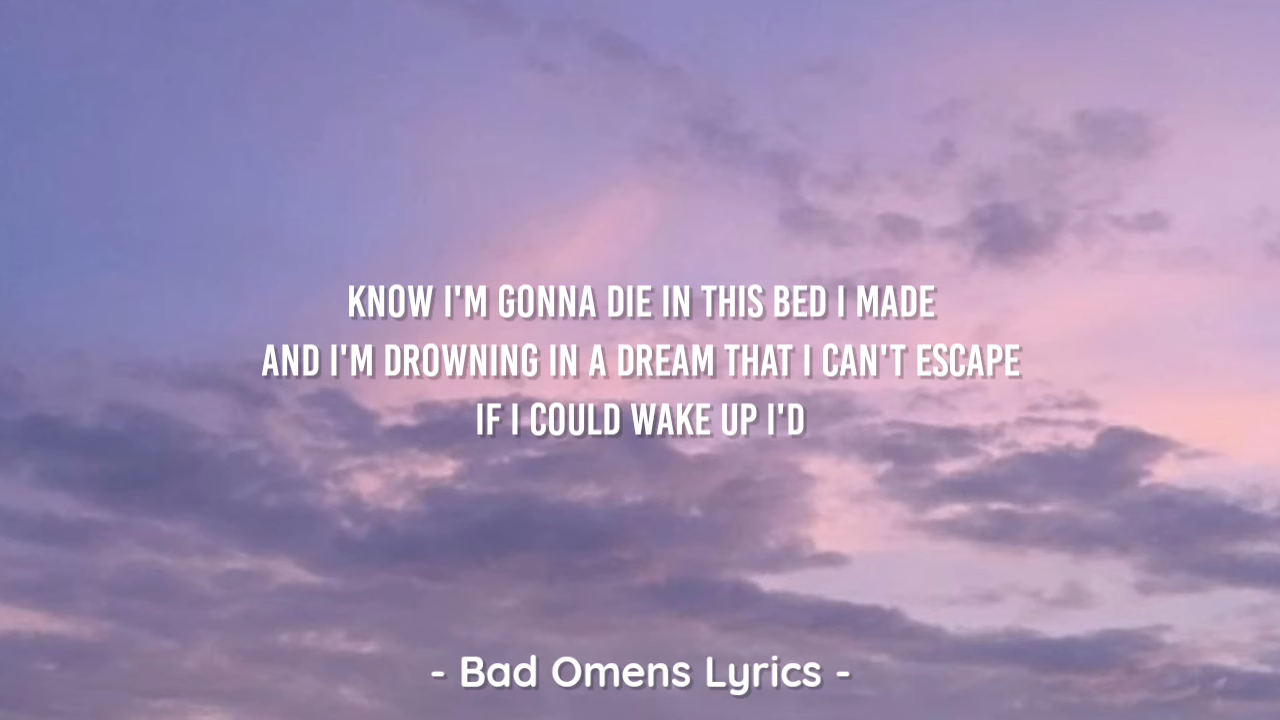 KNOW I'M GONNA DIE IN THIS BED I MADE
AND I'M DROWNING IN A DREAM THAT I CAN'T ESCAPE
IF I COULD WAKE UP I'D
- Bad Omens Lyrics -